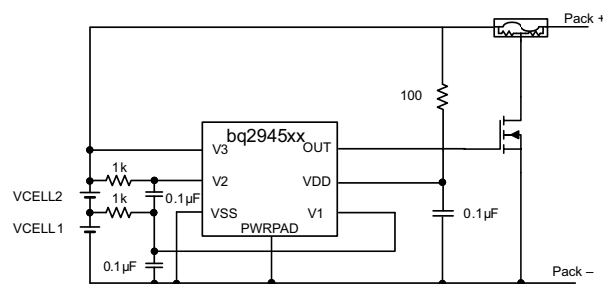 Pack +
100
bq2945xx
V3
OUT
1k
V2
VDD
VCELL2
0.1µF
1k
VSS
V1
0.1µF
VCELL1
PWRPAD
0.1µF
Pack –